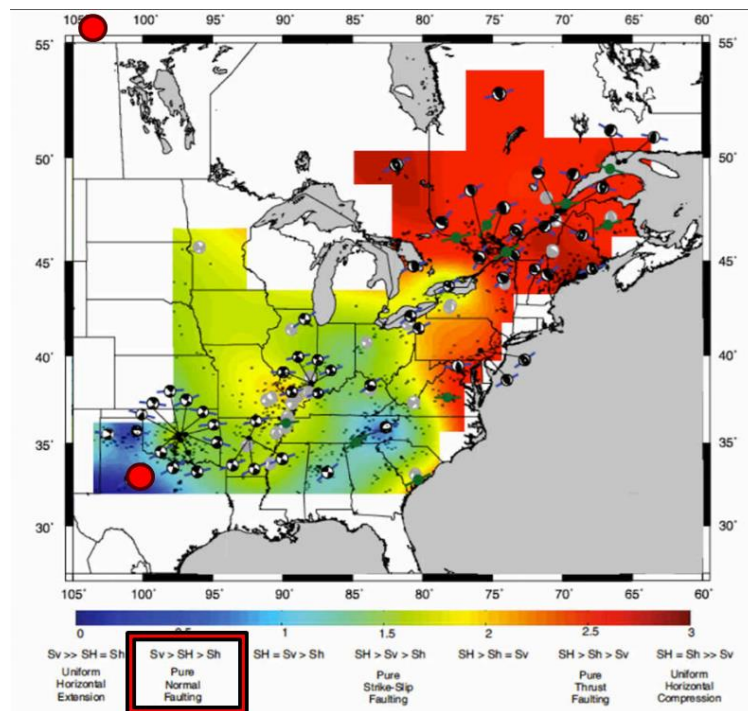 105° 100° 95° 90° 85° 80° 75° 70° 65° 60°
55° 55°
50° 50°
45° 45°
40° 40°
35° 35°
30° 30°
105° 100° 95° 90° 85° 80° 75° 70° 65° 60°
0 0.5 1 1.5 2 2.5 3
Sv >> SH = Sh Sv > SH > Sh SH = Sv > Sh SH > Sv > Sh SH > Sh = Sv SH > Sh > Sv SH = Sh >> Sv
Uniform Pure Pure Pure Uniform
Horizontal Normal Strike-Slip Thrust Horizontal
Extension Faulting Faulting Faulting Compression